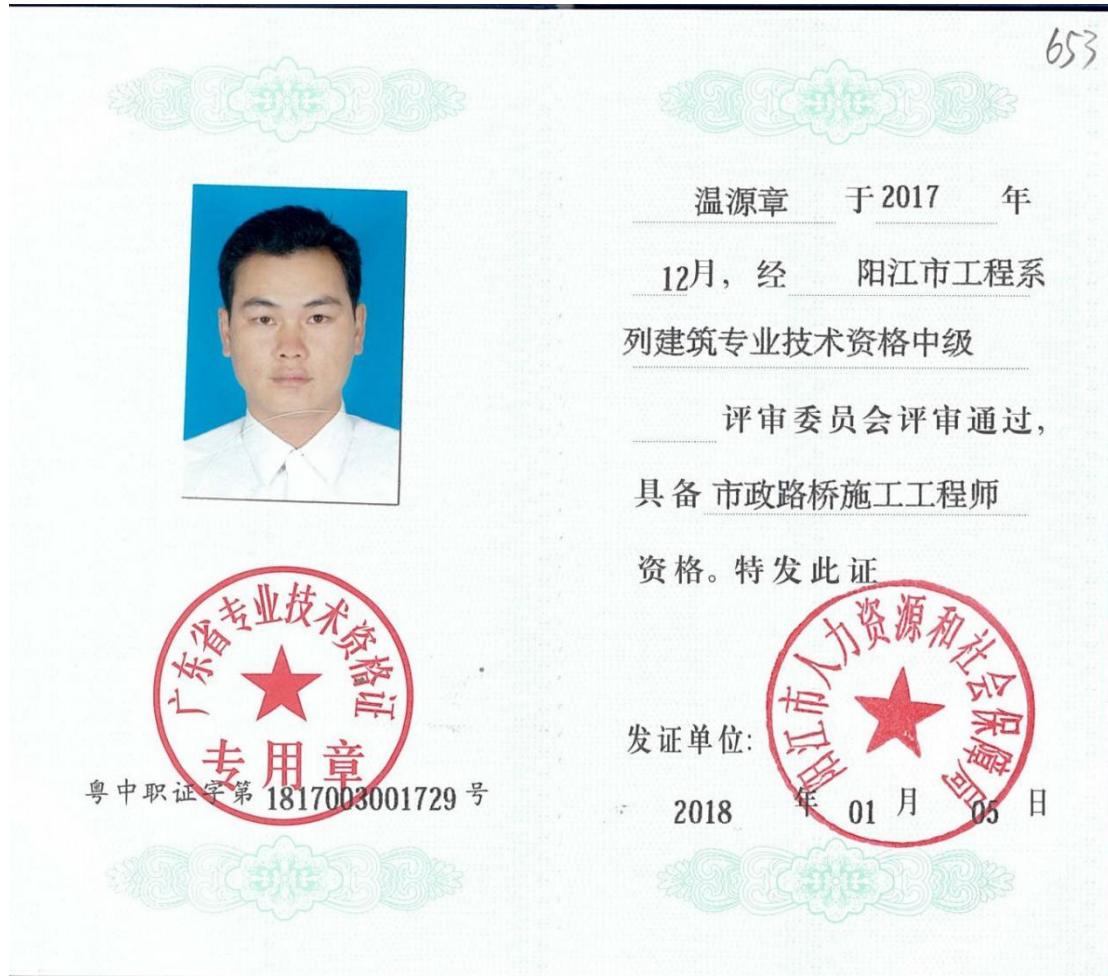 653
广东省专业技术资格证
专用章
粤中职证字第 1817003001729 号
温源章 于2017 年
12月，经 阳江市工程系
列建筑专业技术资格中级
评审委员会评审通过，
具备 市政路桥施工工程师
资格。特发此证
阳江市人力资源和社会保障局
发证单位:
2018 年 01 月 05 日